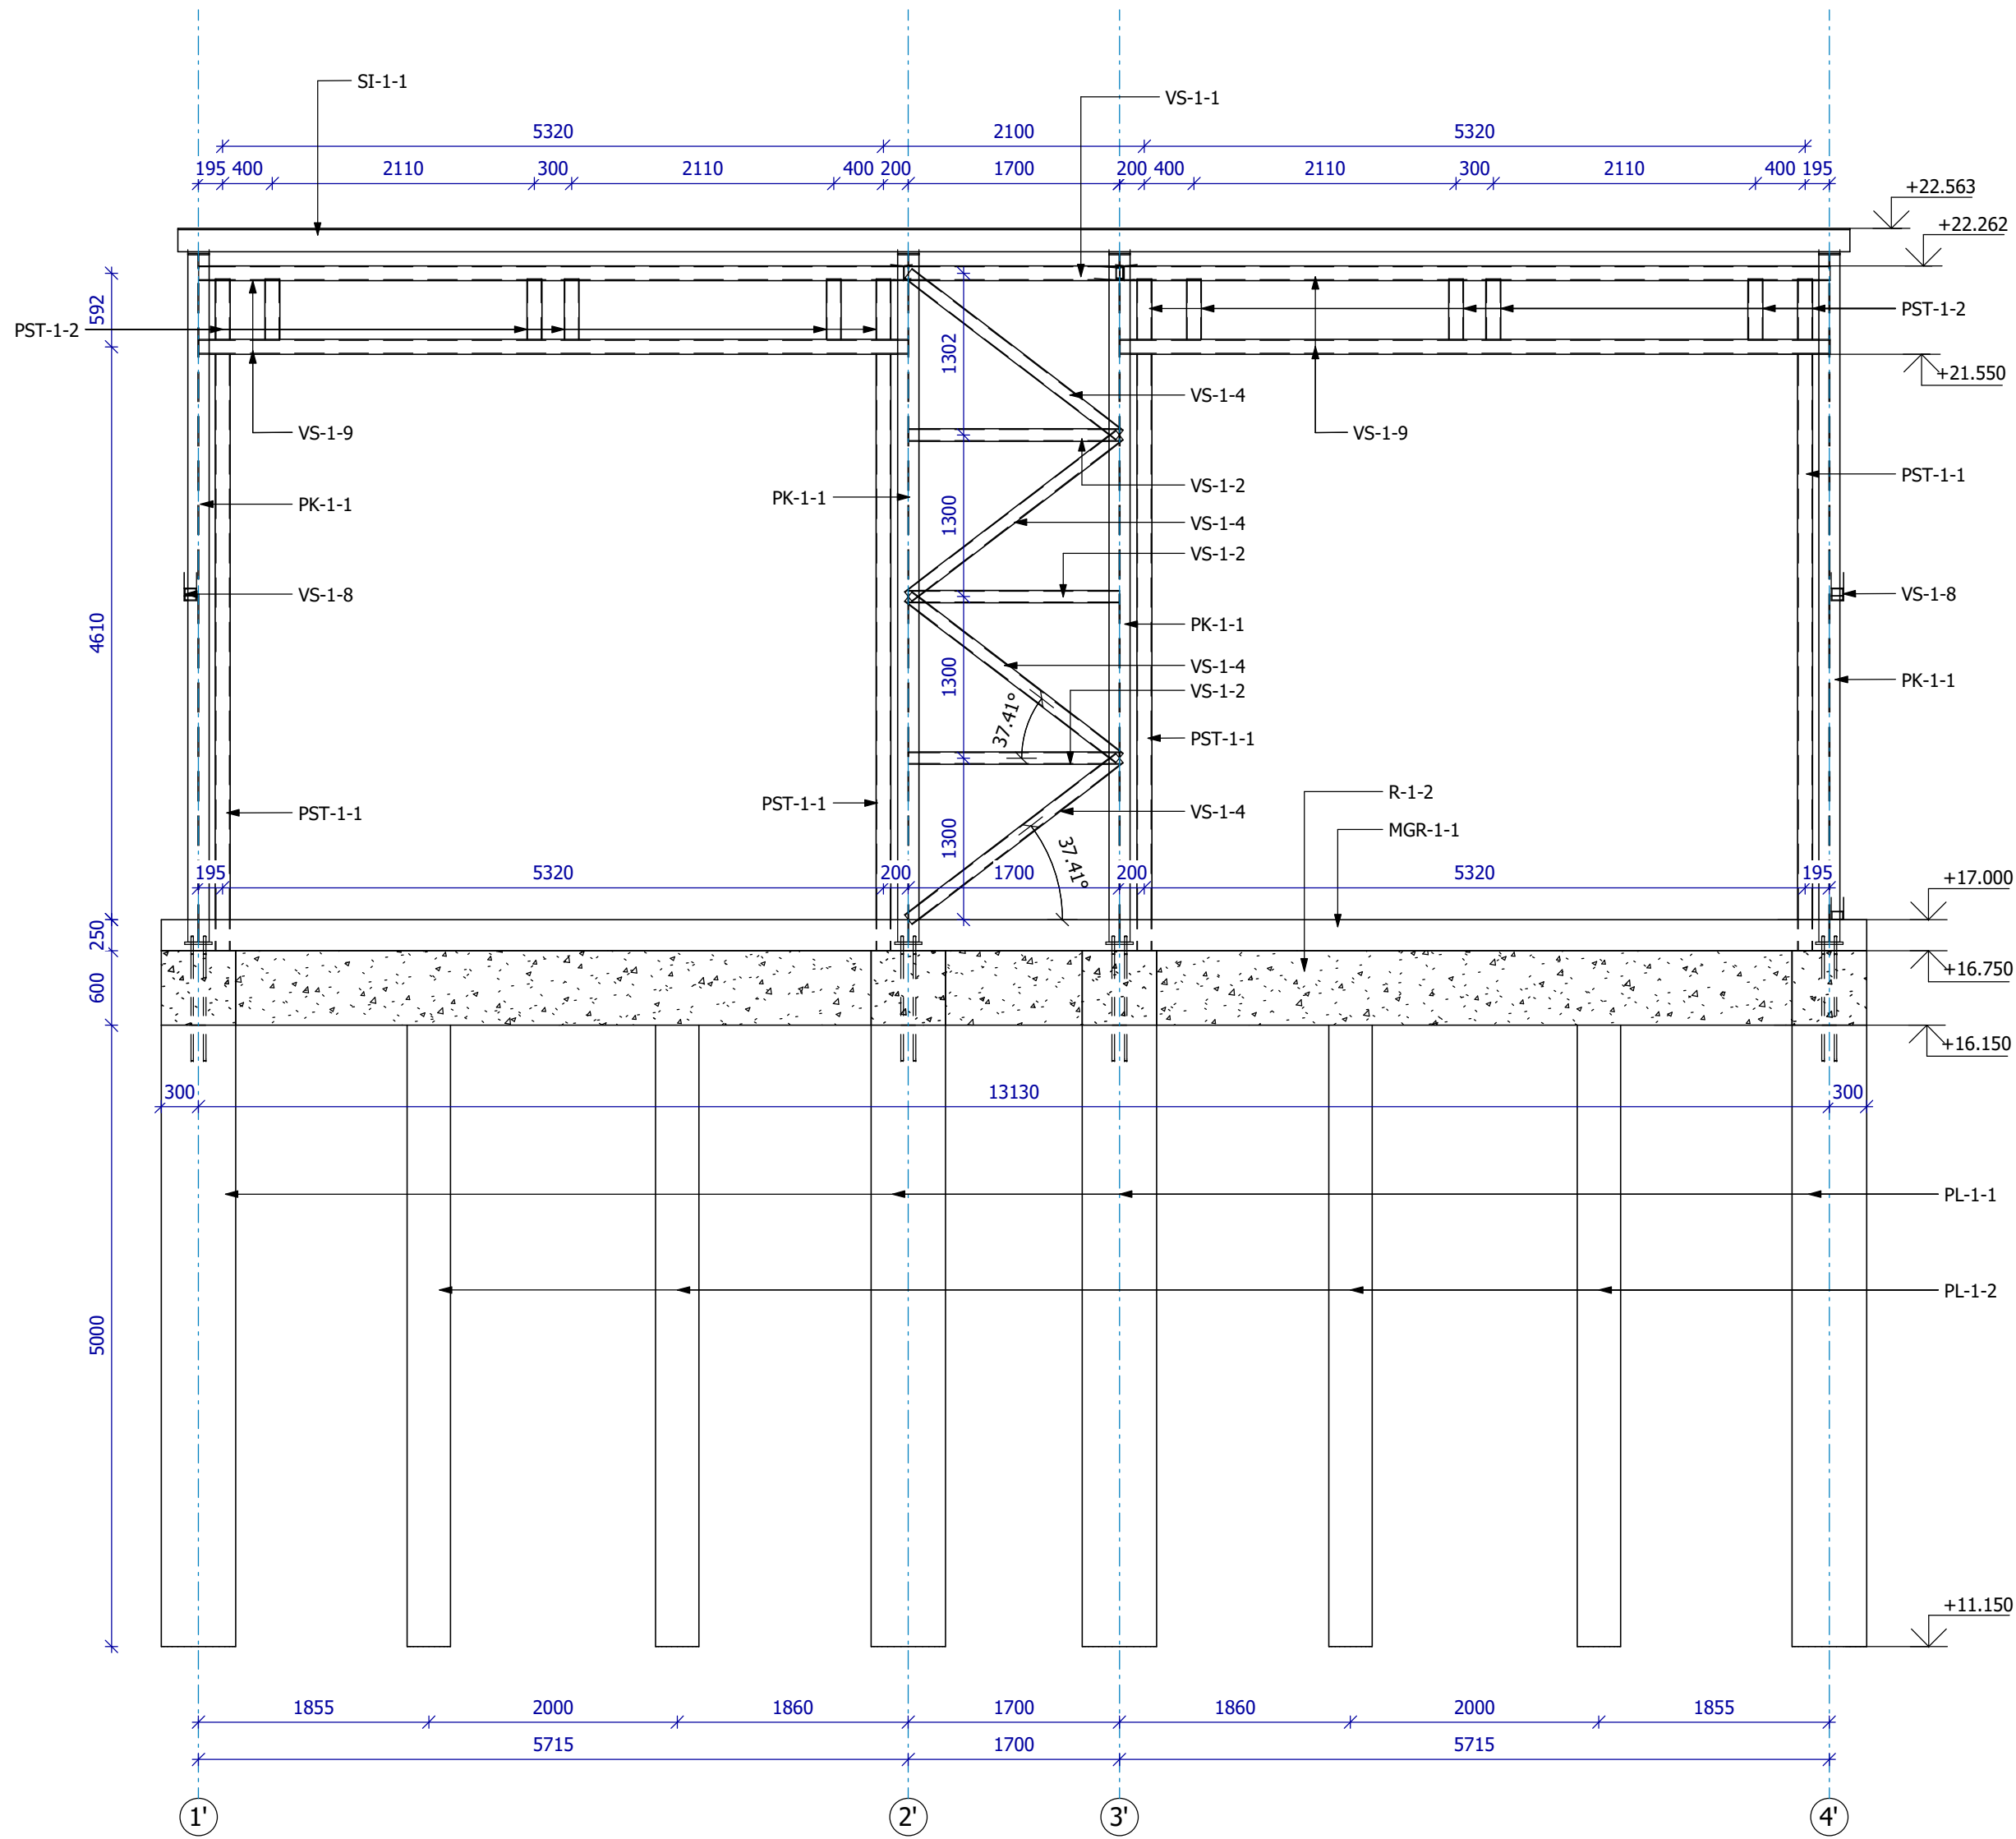 SI-1-1
VS-1-1
5320
2100
5320
195
400
2110
300
2110
400
200
1700
200
400
2110
300
2110
400
195
+22.563
+22.262
592
PST-1-2
PST-1-2
1302
+21.550
VS-1-4
VS-1-9
VS-1-9
PST-1-1
PK-1-1
PK-1-1
1300
VS-1-2
VS-1-4
VS-1-2
VS-1-8
VS-1-8
4610
PK-1-1
1300
VS-1-4
VS-1-2
PK-1-1
37.41°
PST-1-1
PST-1-1
PST-1-1
1300
VS-1-4
R-1-2
MGR-1-1
37.41°
195
5320
200
1700
200
5320
195
+17.000
250
+16.750
600
+16.150
300
13130
300
PL-1-1
PL-1-2
5000
+11.150
1855
2000
1860
1700
1860
2000
1855
5715
1700
5715
1'
2'
3'
4'